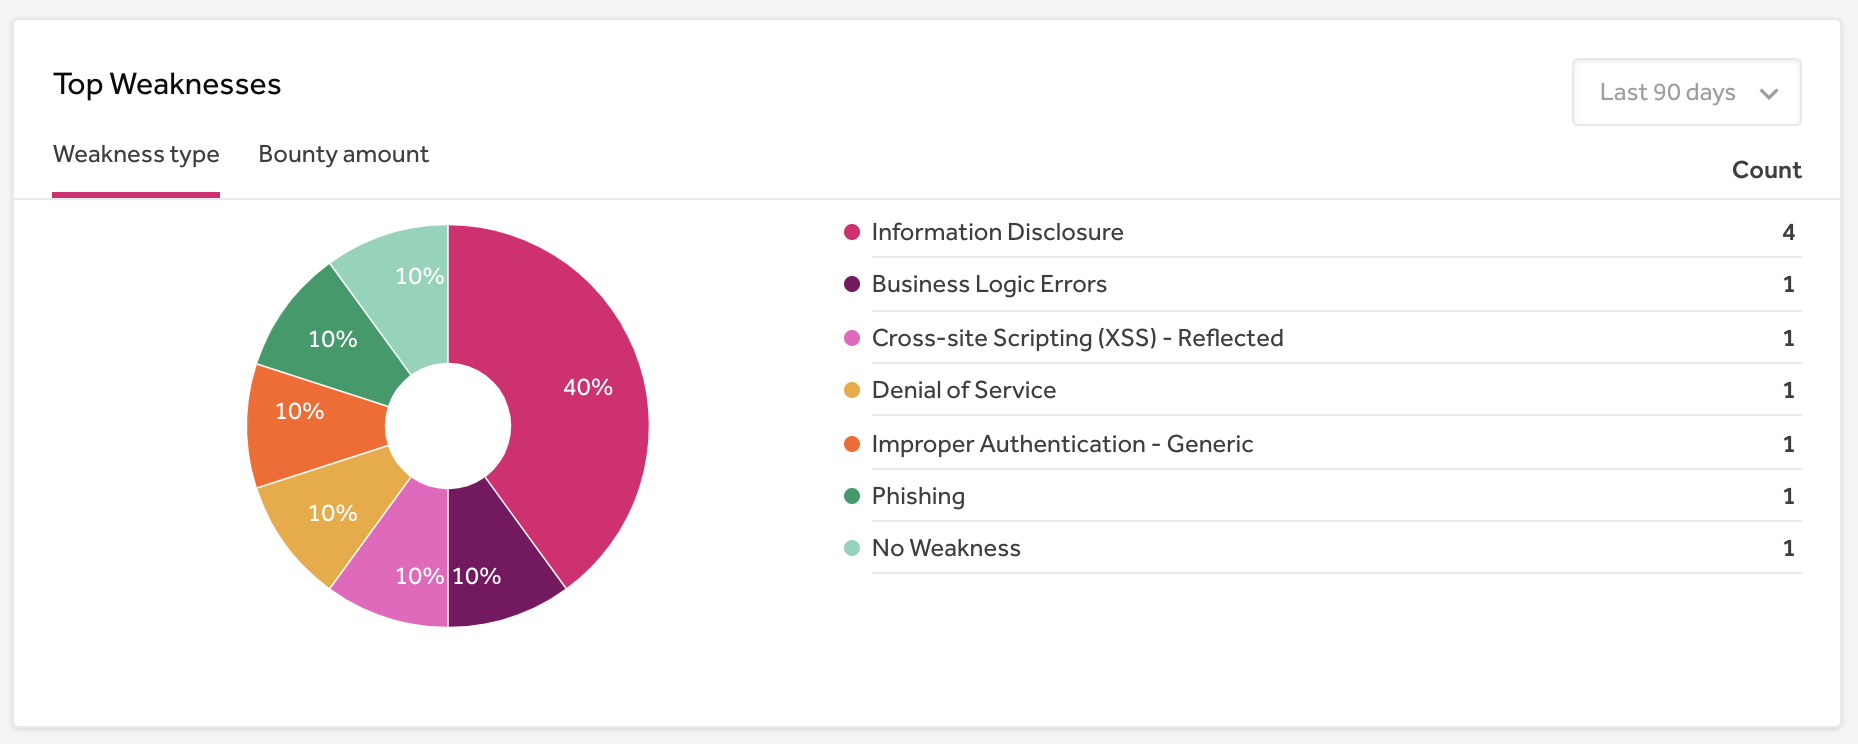 Top Weaknesses
Last 90 days
Weakness type
Bounty amount
Count
10%
40%
10%
10%
10%
10%
10%
Information Disclosure 4
Business Logic Errors 1
Cross-site Scripting (XSS) - Reflected 1
Denial of Service 1
Improper Authentication - Generic 1
Phishing 1
No Weakness 1